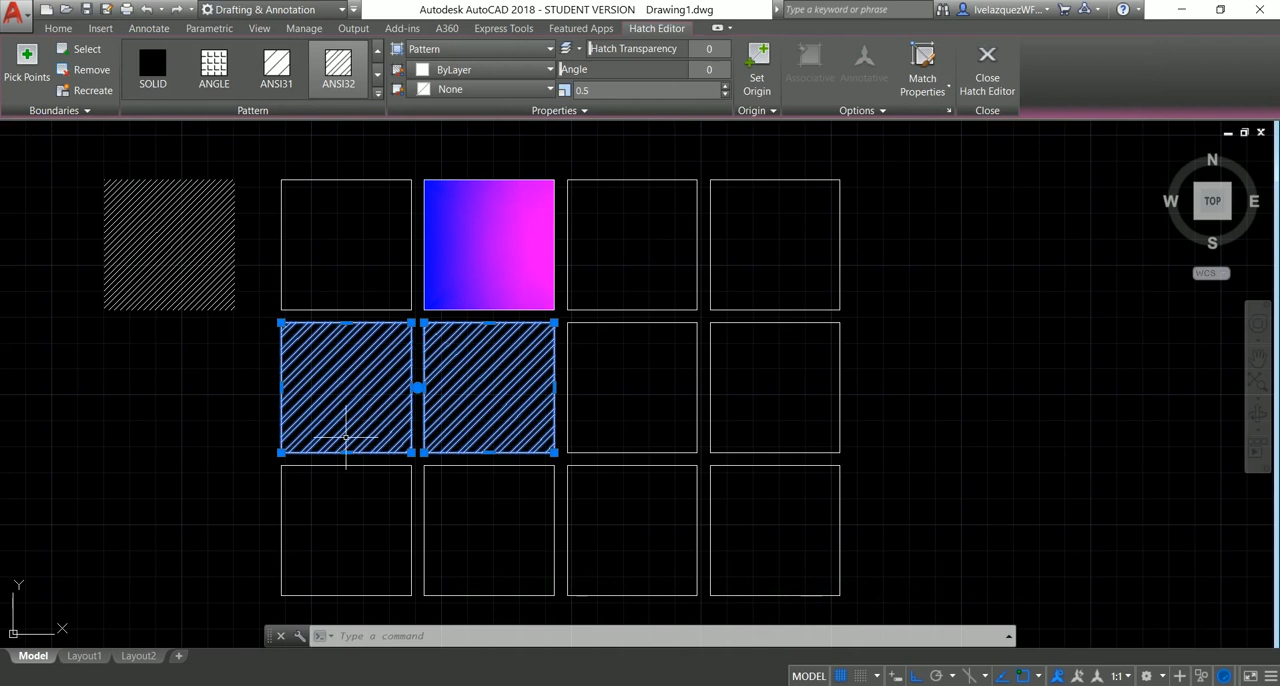 Drafting & Annotation
Autodesk AutoCAD 2018 - STUDENT VERSION Drawing1.dwg
Type a keyword or phrase
lvelazquezWF...
Home Insert Annotate Parametric View Manage Output Add-ins A360 Express Tools Featured Apps Hatch Editor
Pick Points
Select
Remove
Recreate
Boundaries
SOLID
ANGLE
ANSI31
ANSI32
Pattern
Pattern
ByLayer
None
Hatch Transparency 0
Angle 0
0.5
Properties
Set
Origin
Origin
Associative
Annotative
Match
Properties
Options
Close
Hatch Editor
Close
N
W
TOP
E
S
WCS
Y
X
Type a command
Model Layout1 Layout2 +
MODEL
1:1